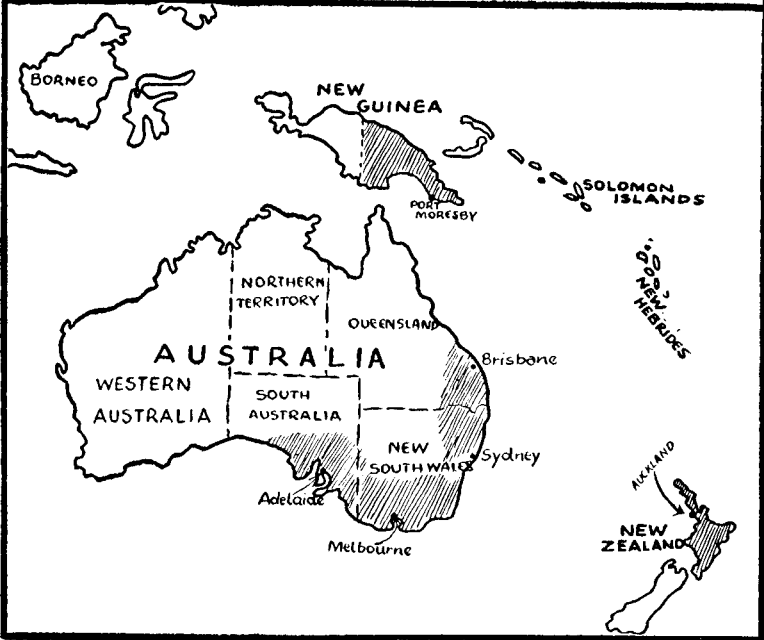 BORNEO
NEW
GUINEA
SOLOMON
ISLANDS
PORT
MORESBY
NEW
HEBRIDES
NORTHERN
TERRITORY
QUEENSLAND
AUSTRALIA
Brisbane
WESTERN
AUSTRALIA
SOUTH
AUSTRALIA
NEW
SOUTH WALES
Sydney
Adelaide
Melbourne
AUCKLAND
NEW
ZEALAND